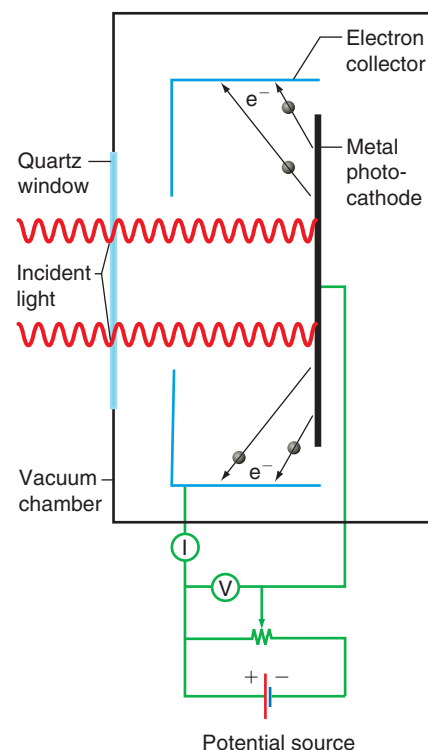 Electron
collector
e−
Metal
photo-
cathode
Quartz
window
Incident
light
e−
Vacuum
chamber
I
V
+ −
Potential source